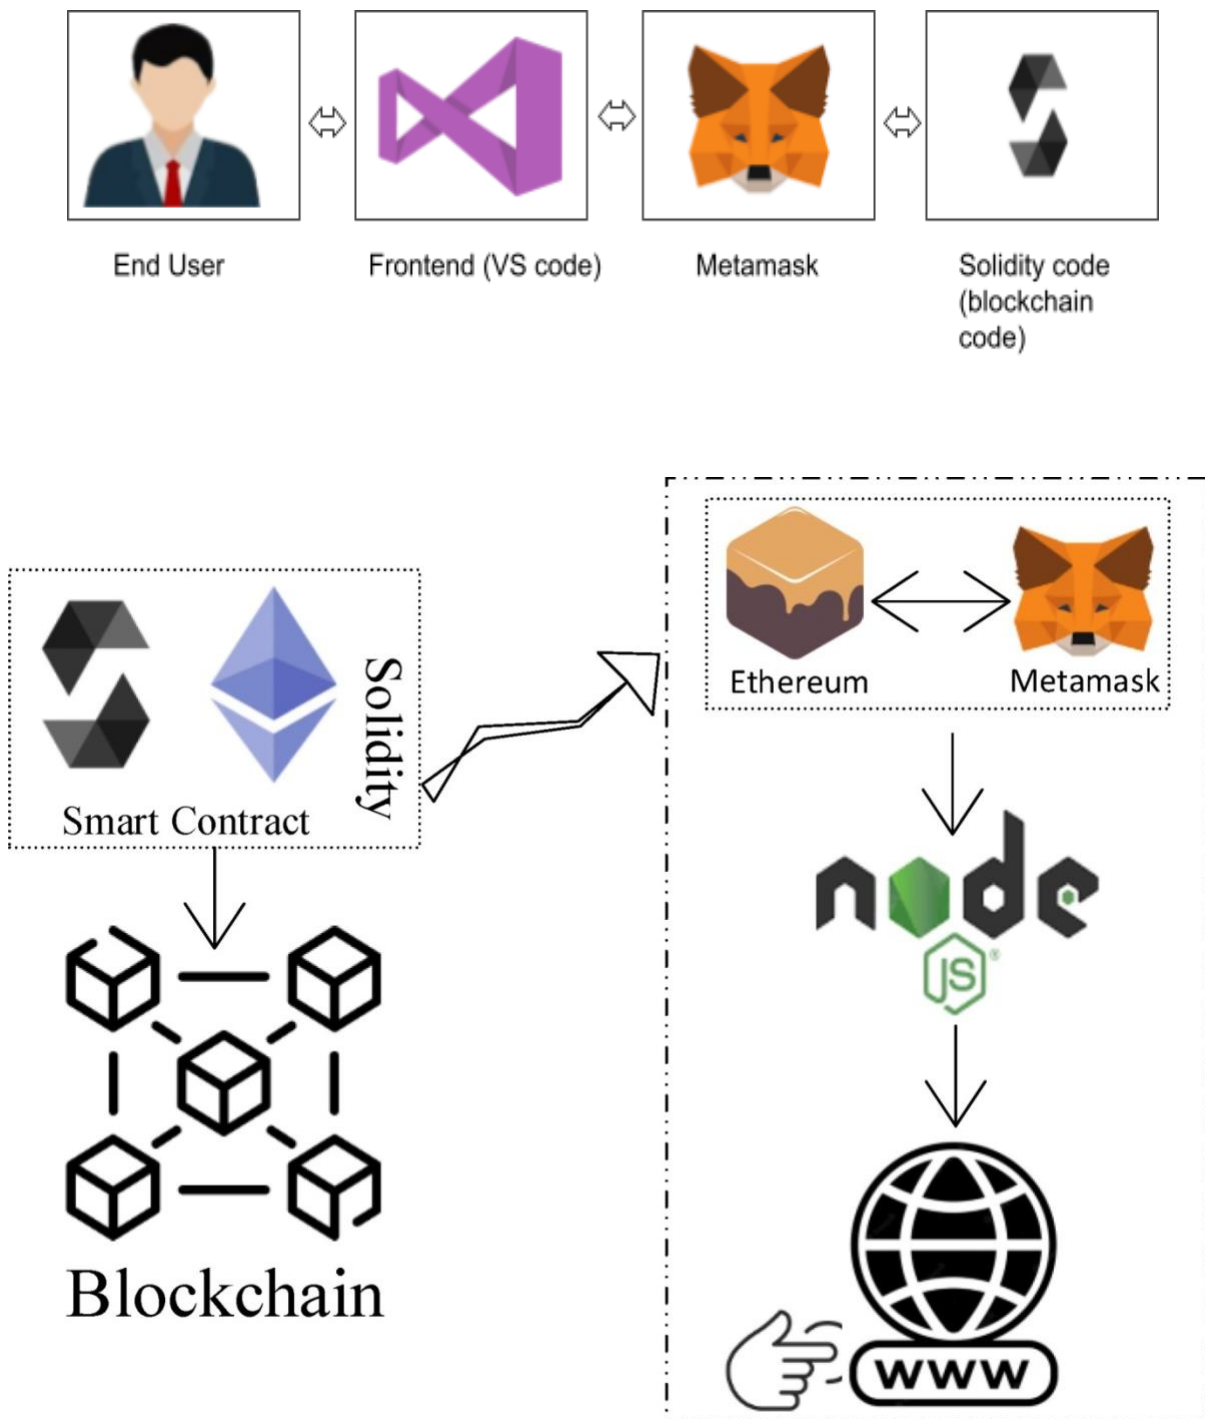 End User
Frontend (VS code)
Metamask
Solidity code
(blockchain
code)
Ethereum
Metamask
Solidity
Smart Contract
node
JS®
Blockchain
WWW